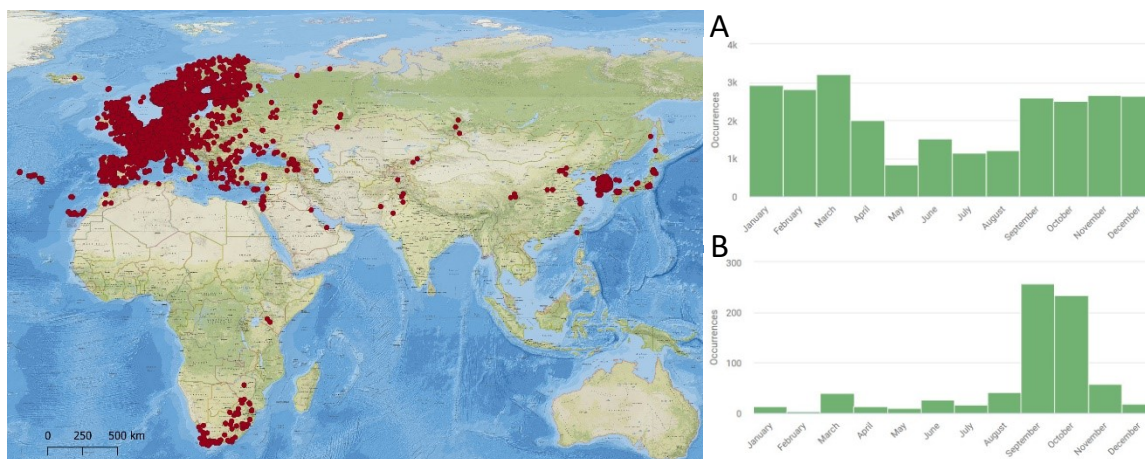 0 250 500 km
A
Occurrences
4k
3k
2k
1k
0
January
February
March
April
May
June
July
August
September
October
November
December
B
Occurrences
300
200
100
0
January
February
March
April
May
June
July
August
September
October
November
December